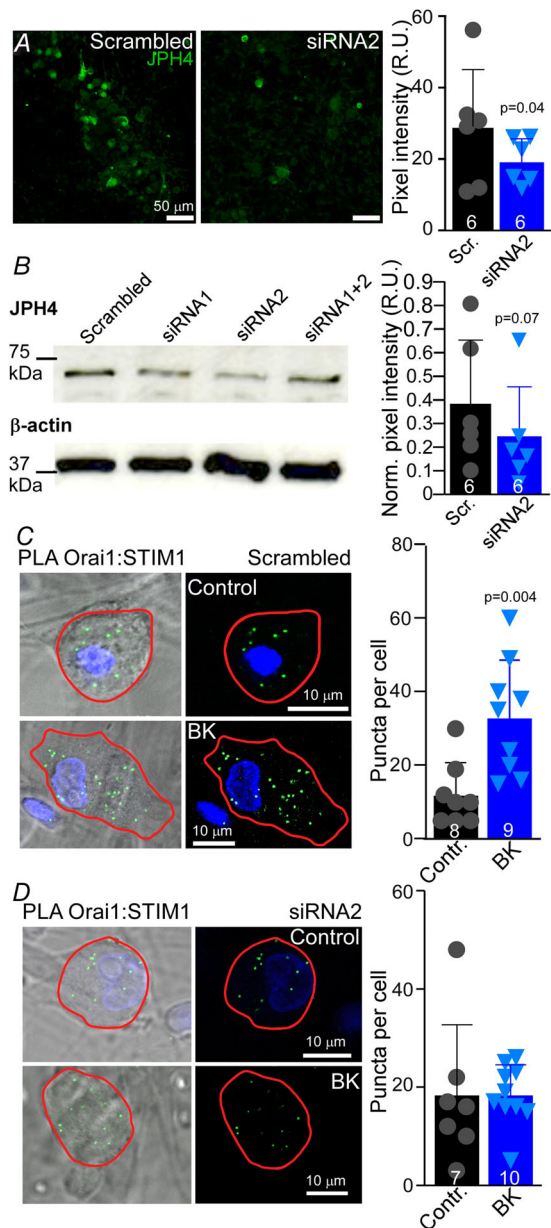 A
Scrambled
JPH4
siRNA2
50 μm
Pixel intensity (R.U.)
60
40
20
0
p=0.04
6
6
Scr.
siRNA2
B
JPH4
Scrambled
siRNA1
siRNA2
siRNA1+2
75
kDa
β-actin
37
kDa
Norm. pixel intensity (R.U.)
0.9
0.8
0.7
0.6
0.5
0.4
0.3
0.2
0.1
0
p=0.07
6
6
Scr.
siRNA2
C
PLA Orai1:STIM1
Scrambled
Control
10 μm
BK
10 μm
Puncta per cell
80
60
40
20
0
p=0.004
8
9
Contr.
BK
D
PLA Orai1:STIM1
siRNA2
Control
10 μm
BK
10 μm
Puncta per cell
60
40
20
0
7
10
Contr.
BK